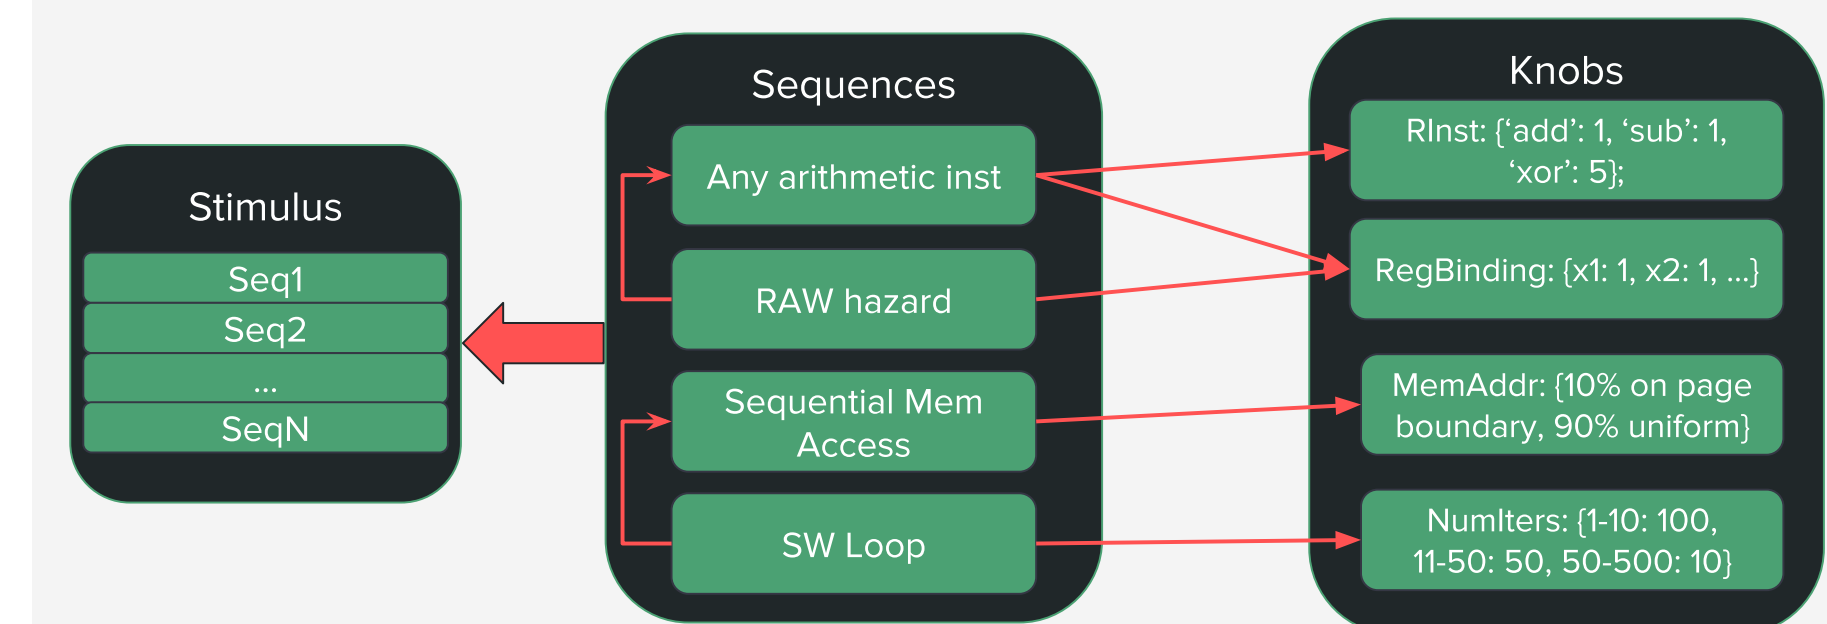 Stimulus
Seq1
Seq2
...
SeqN
Sequences
Any arithmetic inst
RAW hazard
Sequential Mem
Access
SW Loop
Knobs
RInst: {‘add’: 1, ‘sub’: 1,
‘xor’: 5};
RegBinding: {x1: 1, x2: 1, ...}
MemAddr: {10% on page
boundary, 90% uniform}
NumIters: {1-10: 100,
11-50: 50, 50-500: 10}